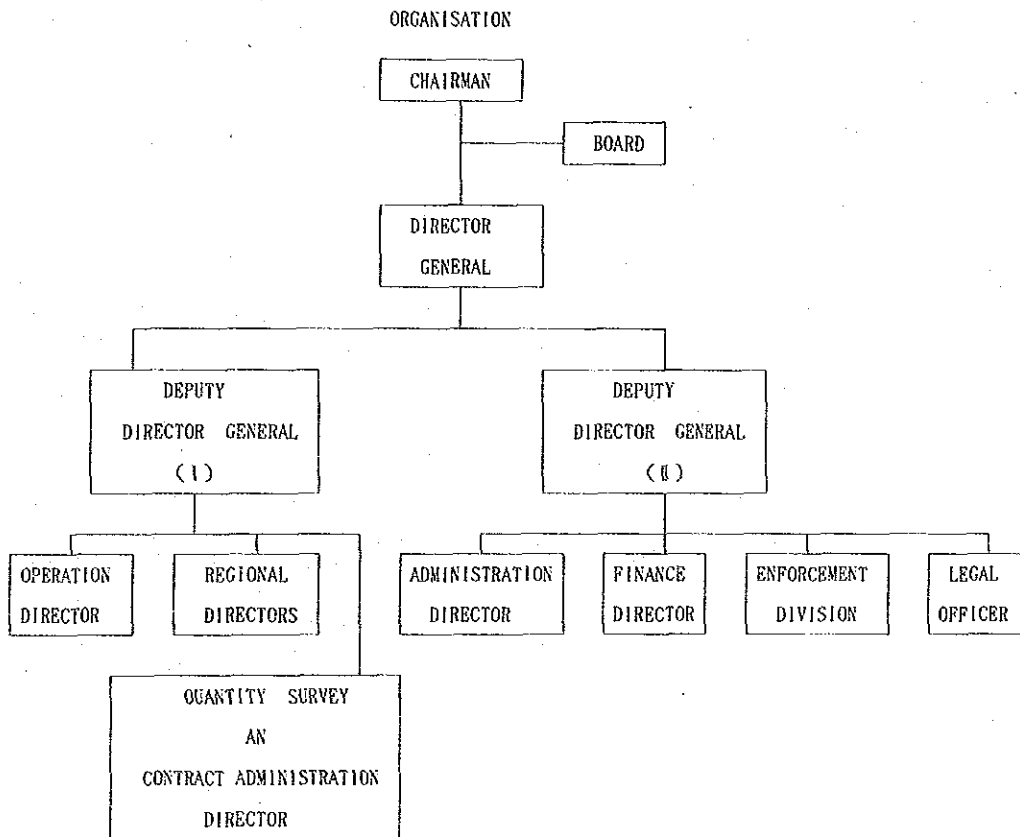 ORGANISATION
CHAIRMAN
BOARD
DIRECTOR
GENERAL
DEPUTY
DIRECTOR GENERAL
(I)
DEPUTY
DIRECTOR GENERAL
(II)
OPERATION
DIRECTOR
REGIONAL
DIRECTORS
ADMINISTRATION
DIRECTOR
FINANCE
DIRECTOR
ENFORCEMENT
DIVISION
LEGAL
OFFICER
QUANTITY SURVEY
AN
CONTRACT ADMINISTRATION
DIRECTOR